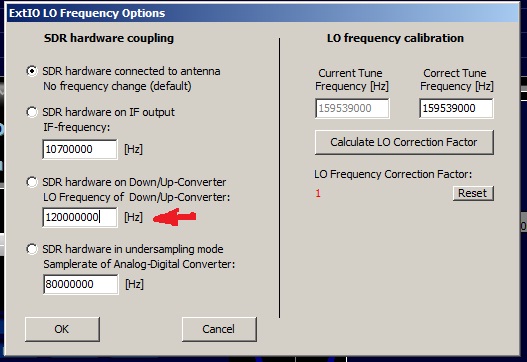 ExtIO LO Frequency Options
SDR hardware coupling
SDR hardware connected to antenna
No frequency change (default)
SDR hardware on IF output
IF-frequency:
10700000 [Hz]
SDR hardware on Down/Up-Converter
LO Frequency of Down/Up-Converter:
120000000 [Hz]
SDR hardware in undersampling mode
Samplerate of Analog-Digital Converter:
80000000 [Hz]
OK Cancel
LO frequency calibration
Current Tune Correct Tune
Frequency [Hz] Frequency [Hz]
159539000 159539000
Calculate LO Correction Factor
LO Frequency Correction Factor:
1 Reset